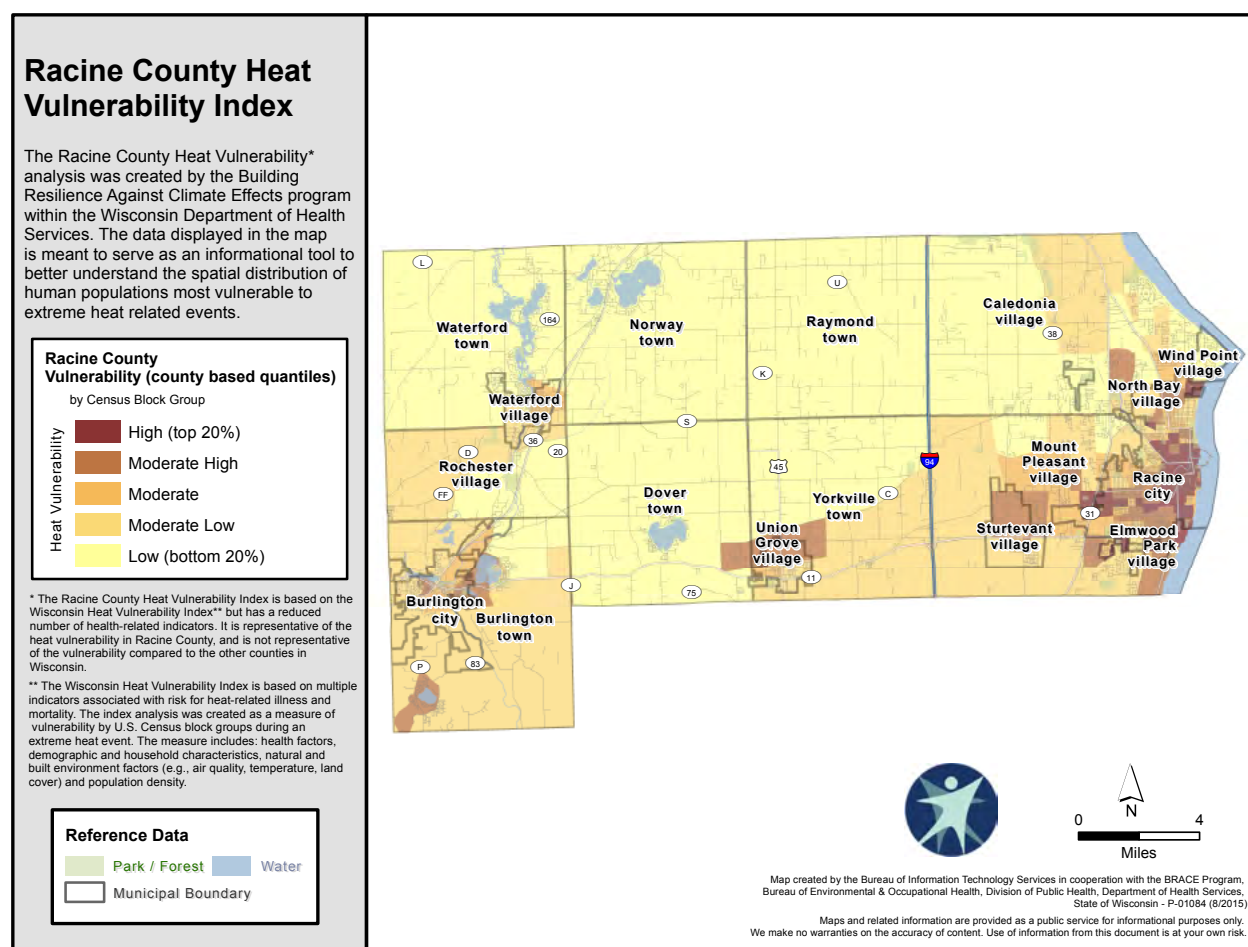 Racine County Heat
Vulnerability Index
The Racine County Heat Vulnerability*
analysis was created by the Building
Resilience Against Climate Effects program
within the Wisconsin Department of Health
Services. The data displayed in the map
is meant to serve as an informational tool to
better understand the spatial distribution of
human populations most vulnerable to
extreme heat related events.
Racine County
Vulnerability (county based quantiles)
by Census Block Group
Heat Vulnerability
High (top 20%)
Moderate High
Moderate
Moderate Low
Low (bottom 20%)
* The Racine County Heat Vulnerability Index is based on the
Wisconsin Heat Vulnerability Index** but has a reduced
number of health-related indicators. It is representative of the
heat vulnerability in Racine County, and is not representative
of the vulnerability compared to the other counties in
Wisconsin.
** The Wisconsin Heat Vulnerability Index is based on multiple
indicators associated with risk for heat-related illness and
mortality. The index analysis was created as a measure of
vulnerability by U.S. Census block groups during an
extreme heat event. The measure includes: health factors,
demographic and household characteristics, natural and
built environment factors (e.g., air quality, temperature, land
cover) and population density.
Reference Data
Park / Forest
Water
Municipal Boundary
L
164
Waterford
town
Norway
town
U
Raymond
town
Caledonia
village
38
Wind Point
village
North Bay
village
K
Waterford
village
S
36
20
D
Rochester
village
FF
45
94
Mount
Pleasant
village
Racine
city
Dover
town
Yorkville
town
C
31
Union
Grove
village
Sturtevant
village
Elmwood
Park
village
11
J
75
Burlington
city
Burlington
town
83
P
N
0
4
Miles
Map created by the Bureau of Information Technology Services in cooperation with the BRACE Program,
Bureau of Environmental & Occupational Health, Division of Public Health, Department of Health Services,
State of Wisconsin - P-01084 (8/2015)
Maps and related information are provided as a public service for informational purposes only.
We make no warranties on the accuracy of content. Use of information from this document is at your own risk.